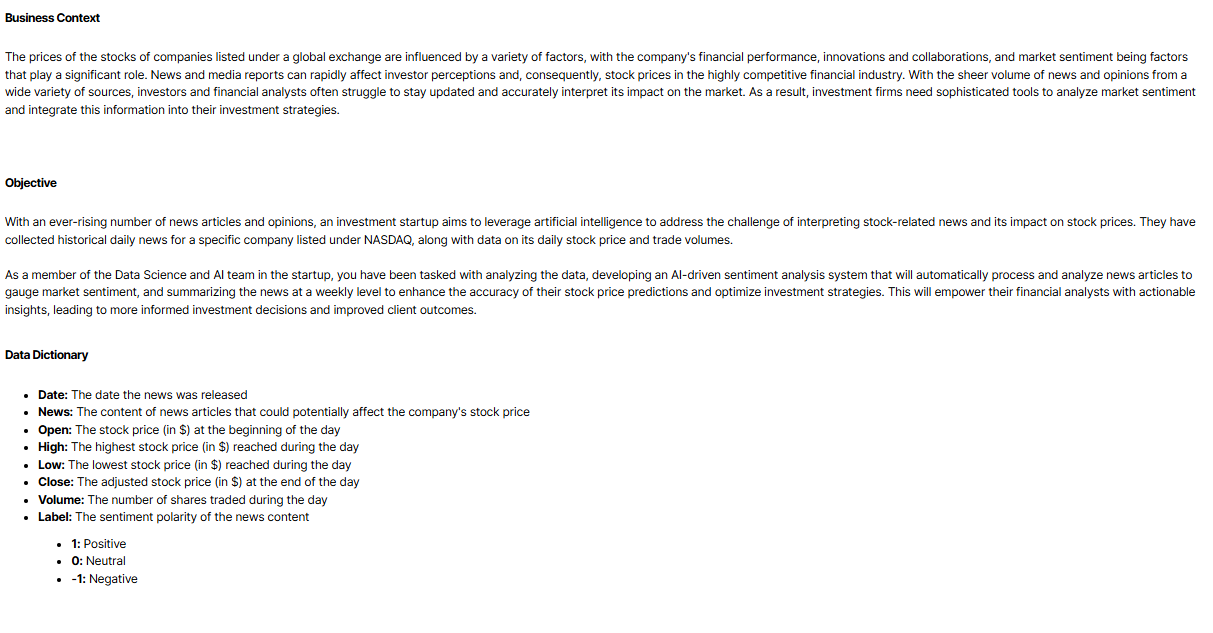 Business Context
The prices of the stocks of companies listed under a global exchange are influenced by a variety of factors, with the company's financial performance, innovations and collaborations, and market sentiment being factors
that play a significant role. News and media reports can rapidly affect investor perceptions and, consequently, stock prices in the highly competitive financial industry. With the sheer volume of news and opinions from a
wide variety of sources, investors and financial analysts often struggle to stay updated and accurately interpret its impact on the market. As a result, investment firms need sophisticated tools to analyze market sentiment
and integrate this information into their investment strategies.
Objective
With an ever-rising number of news articles and opinions, an investment startup aims to leverage artificial intelligence to address the challenge of interpreting stock-related news and its impact on stock prices. They have
collected historical daily news for a specific company listed under NASDAQ, along with data on its daily stock price and trade volumes.
As a member of the Data Science and AI team in the startup, you have been tasked with analyzing the data, developing an AI-driven sentiment analysis system that will automatically process and analyze news articles to
gauge market sentiment, and summarizing the news at a weekly level to enhance the accuracy of their stock price predictions and optimize investment strategies. This will empower their financial analysts with actionable
insights, leading to more informed investment decisions and improved client outcomes.
Data Dictionary
• Date: The date the news was released
• News: The content of news articles that could potentially affect the company's stock price
• Open: The stock price (in $) at the beginning of the day
• High: The highest stock price (in $) reached during the day
• Low: The lowest stock price (in $) reached during the day
• Close: The adjusted stock price (in $) at the end of the day
• Volume: The number of shares traded during the day
• Label: The sentiment polarity of the news content
• 1: Positive
• 0: Neutral
• -1: Negative